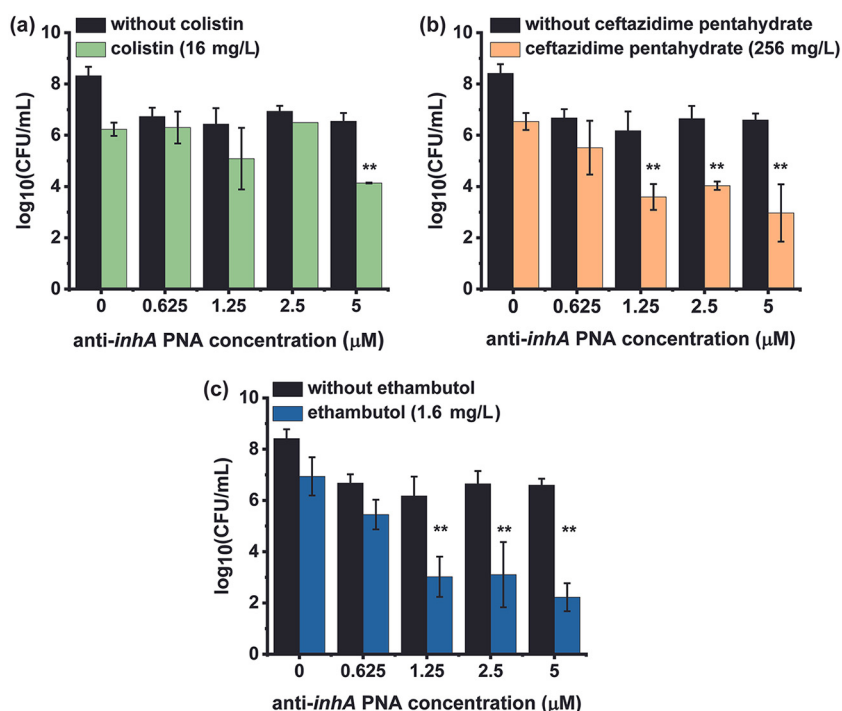 (a)
without colistin
colistin (16 mg/L)
10
8
6
4
2
0
log10(CFU/mL)
**
0 0.625 1.25 2.5 5
anti-inhA PNA concentration (μM)
(b)
without ceftazidime pentahydrate
ceftazidime pentahydrate (256 mg/L)
10
8
6
4
2
0
log10(CFU/mL)
** ** **
0 0.625 1.25 2.5 5
anti-inhA PNA concentration (μM)
(c)
without ethambutol
ethambutol (1.6 mg/L)
10
8
6
4
2
0
log10(CFU/mL)
** ** **
0 0.625 1.25 2.5 5
anti-inhA PNA concentration (μM)